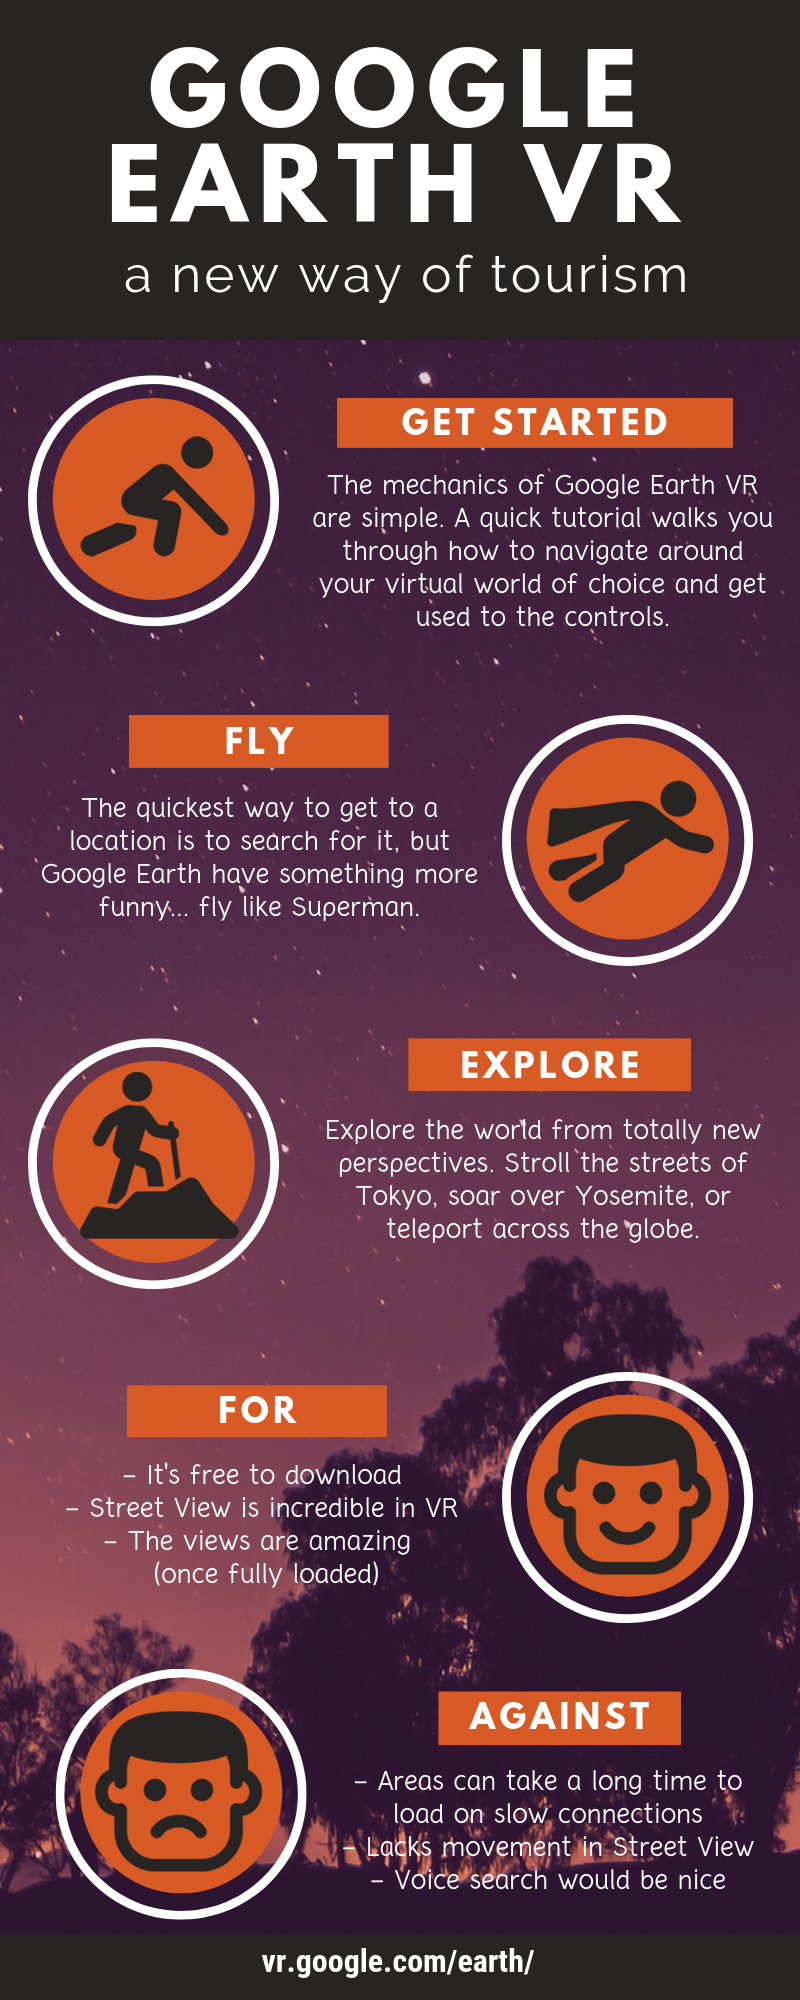 GOOGLE
EARTH VR
a new way of tourism
GET STARTED
The mechanics of Google Earth VR
are simple. A quick tutorial walks you
through how to navigate around
your virtual world of choice and get
used to the controls.
FLY
The quickest way to get to a
location is to search for it, but
Google Earth have something more
funny... fly like Superman.
EXPLORE
Explore the world from totally new
perspectives. Stroll the streets of
Tokyo, soar over Yosemite, or
teleport across the globe.
FOR
- It's free to download
- Street View is incredible in VR
- The views are amazing
(once fully loaded)
AGAINST
- Areas can take a long time to
load on slow connections
- Lacks movement in Street View
- Voice search would be nice
vr.google.com/earth/